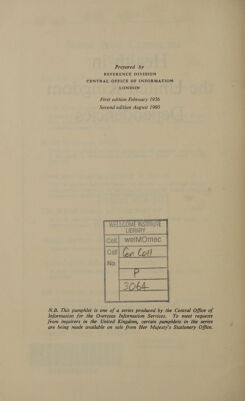 Prepared by
REFERENCE DIVISION
CENTRAL OFFICE OF INFORMATION
LONDON
First edition February 1956
Second edition August 1960
WELLCOME INSTITUTE
LIBRARY
Coll. welMOmec
Call Gen Coll
No.
P
3064
N.B. This pamphlet is one of a series produced by the Central Office of
Information for the Overseas Information Services. To meet requests
from inquirers in the United Kingdom, certain pamphlets in the series
are being made available on sale from Her Majesty's Stationery Office.